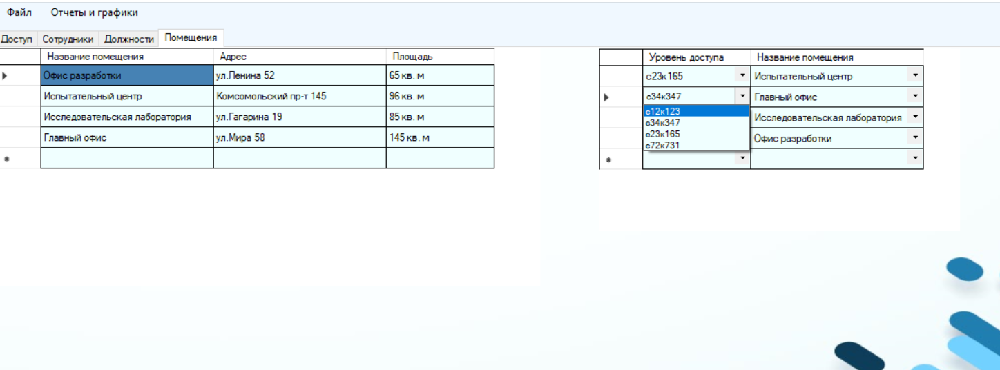 Файл Отчеты и графики
Доступ Сотрудники Должности Помещения
Название помещения Адрес Площадь
Офис разработки ул.Ленина 52 65 кв. м
Испытательный центр Комсомольский пр-т 145 96 кв. м
Исследовательская лаборатория ул.Гагарина 19 85 кв. м
Главный офис ул.Мира 58 145 кв. м
Уровень доступа Название помещения
с23к165 Испытательный центр
с34к347 Главный офис
с12к123
с34к347
с23к165
с72к731
Исследовательская лаборатория
Офис разработки